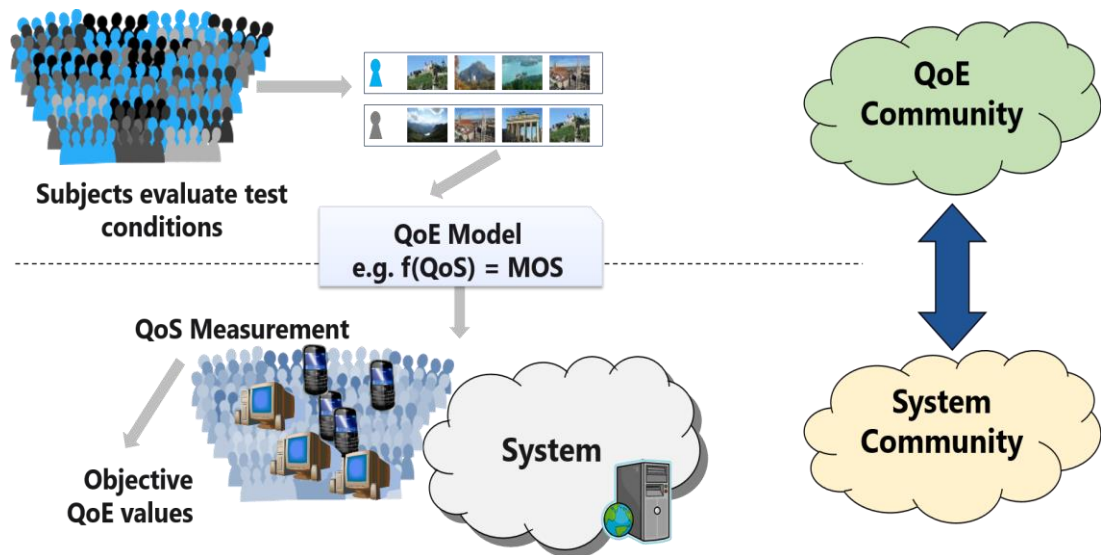 QoE
Community
Subjects evaluate test
conditions
QoE Model
e.g. f(QoS) = MOS
QoS Measurement
System
Community
System
Objective
QoE values